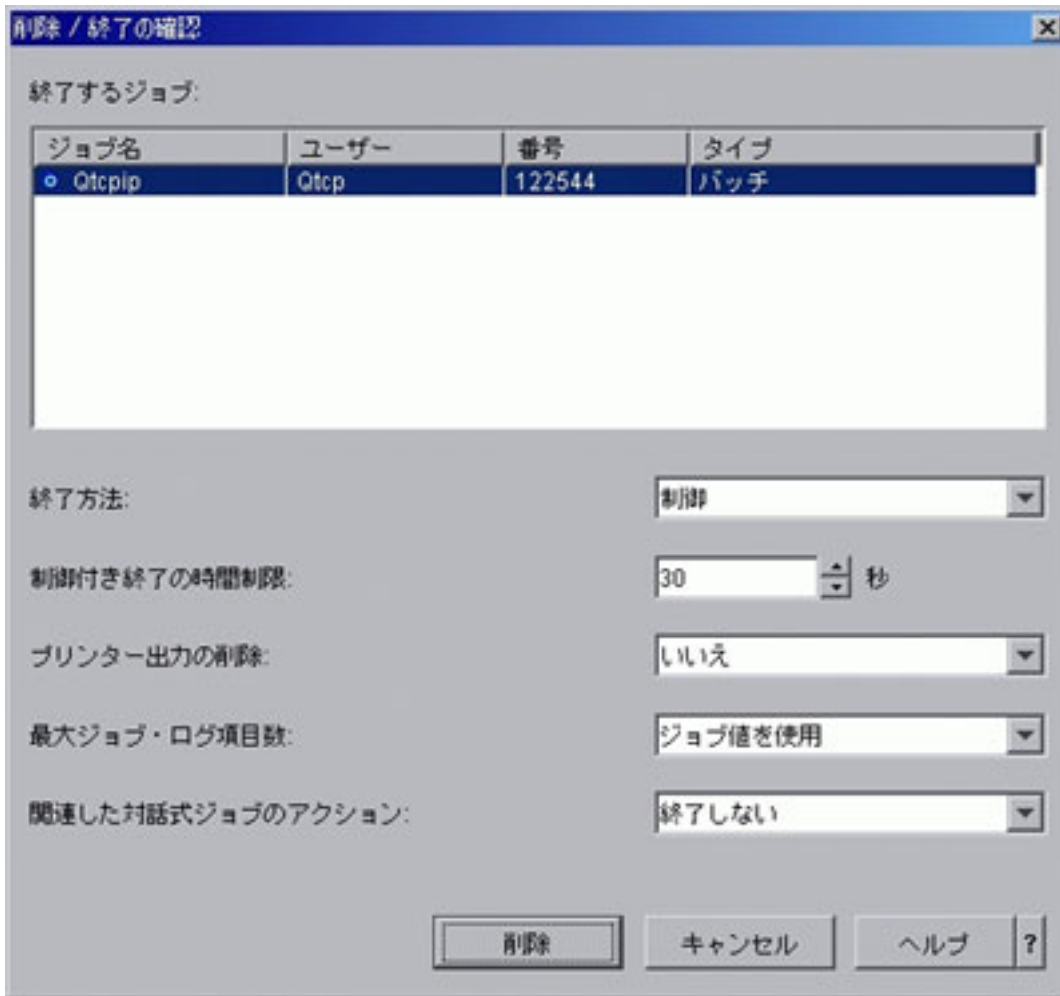 削除 / 終了の確認
終了するジョブ:
ジョブ名 ユーザー 番号 タイプ
Qtcpip Qtcp 122544 バッチ
終了方法: 制御
制御付き終了の時間制限: 30 秒
プリンター出力の削除: いいえ
最大ジョブ・ログ項目数: ジョブ値を使用
関連した対話式ジョブのアクション: 終了しない
削除 キャンセル ヘルプ ?